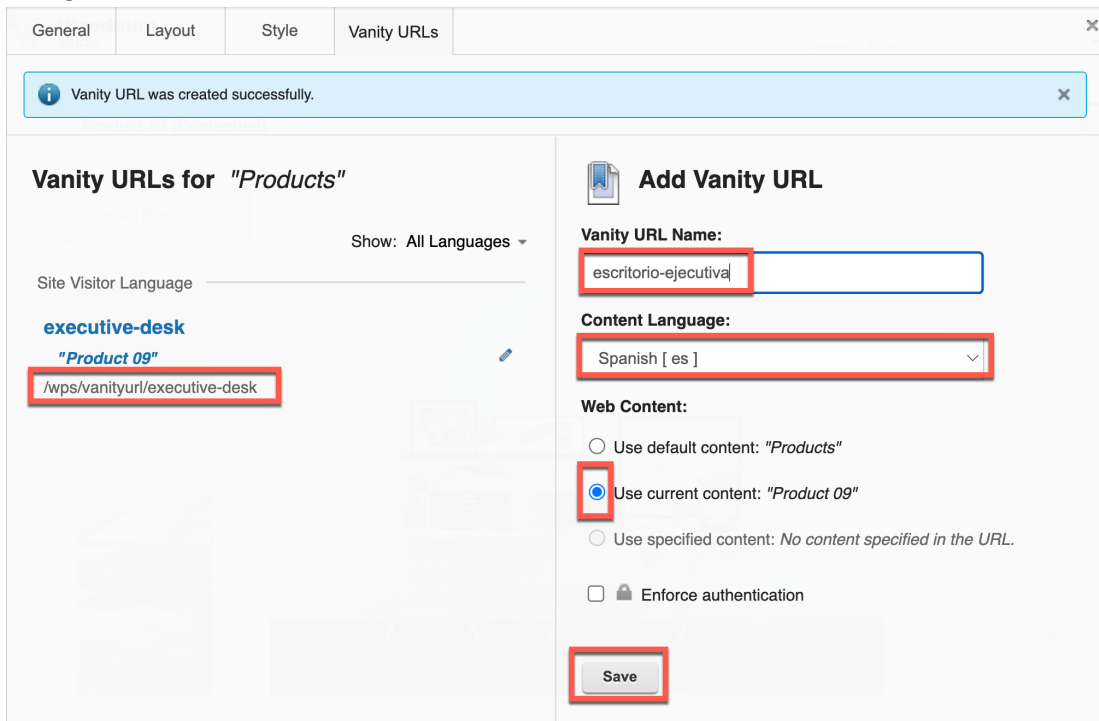 General
Layout
Style
Vanity URLs
Vanity URL was created successfully.
Vanity URLs for "Products"
Show: All Languages
Site Visitor Language
executive-desk
"Product 09"
/wps/vanityurl/executive-desk
Add Vanity URL
Vanity URL Name:
escritorio-ejecutiva
Content Language:
Spanish [ es ]
Web Content:
Use default content: "Products"
Use current content: "Product 09"
Use specified content: No content specified in the URL.
Enforce authentication
Save